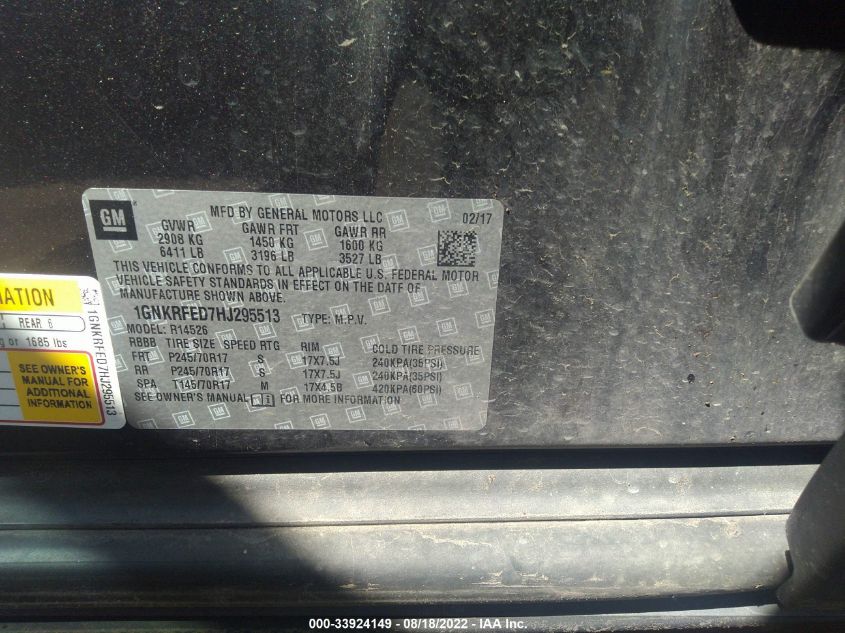 GM
MFD BY GENERAL MOTORS LLC 02/17
GVWR GAWR FRT GAWR RR
2908 KG 1450 KG 1600 KG
6411 LB 3196 LB 3527 LB
THIS VEHICLE CONFORMS TO ALL APPLICABLE U.S. FEDERAL MOTOR
VEHICLE SAFETY STANDARDS IN EFFECT ON THE DATE OF
MANUFACTURE SHOWN ABOVE.
1GNKRFED7HJ295513 TYPE: M.P.V.
MODEL: R14526
RBBB TIRE SIZE SPEED RTG RIM COLD TIRE PRESSURE
FRT P245/70R17 S 17X7.5J 240KPA(35PSI)
RR P245/70R17 S 17X7.5J 240KPA(35PSI)
SPA T145/70R17 M 17X4.5B 420KPA(60PSI)
SEE OWNER'S MANUAL FOR MORE INFORMATION
MATION
REAR 6
or 1685 lbs
SEE OWNER'S
MANUAL FOR
ADDITIONAL
INFORMATION
1GNKRFED7HJ295513
000-33924149 - 08/18/2022 - IAA Inc.